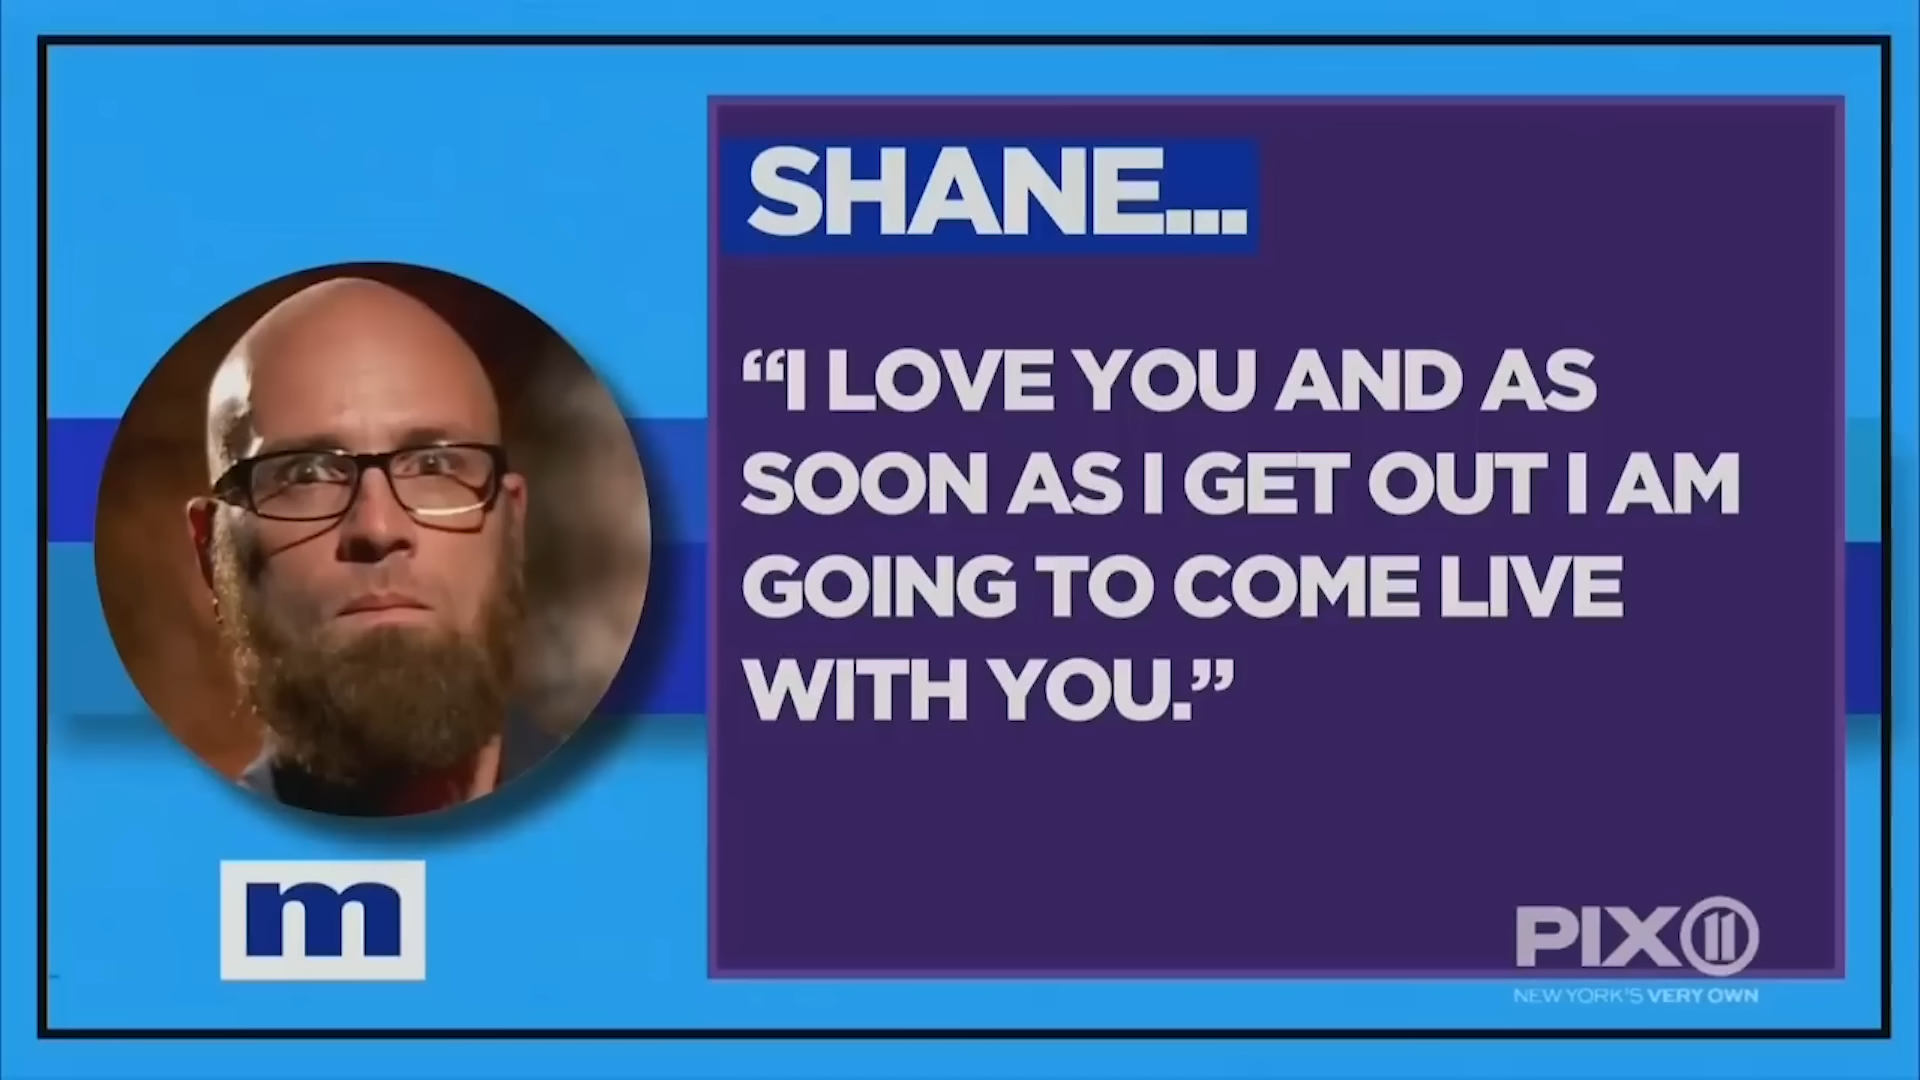 SHANE...
“I LOVE YOU AND AS
SOON AS I GET OUT I AM
GOING TO COME LIVE
WITH YOU.”
m
PIX11
NEW YORK'S VERY OWN